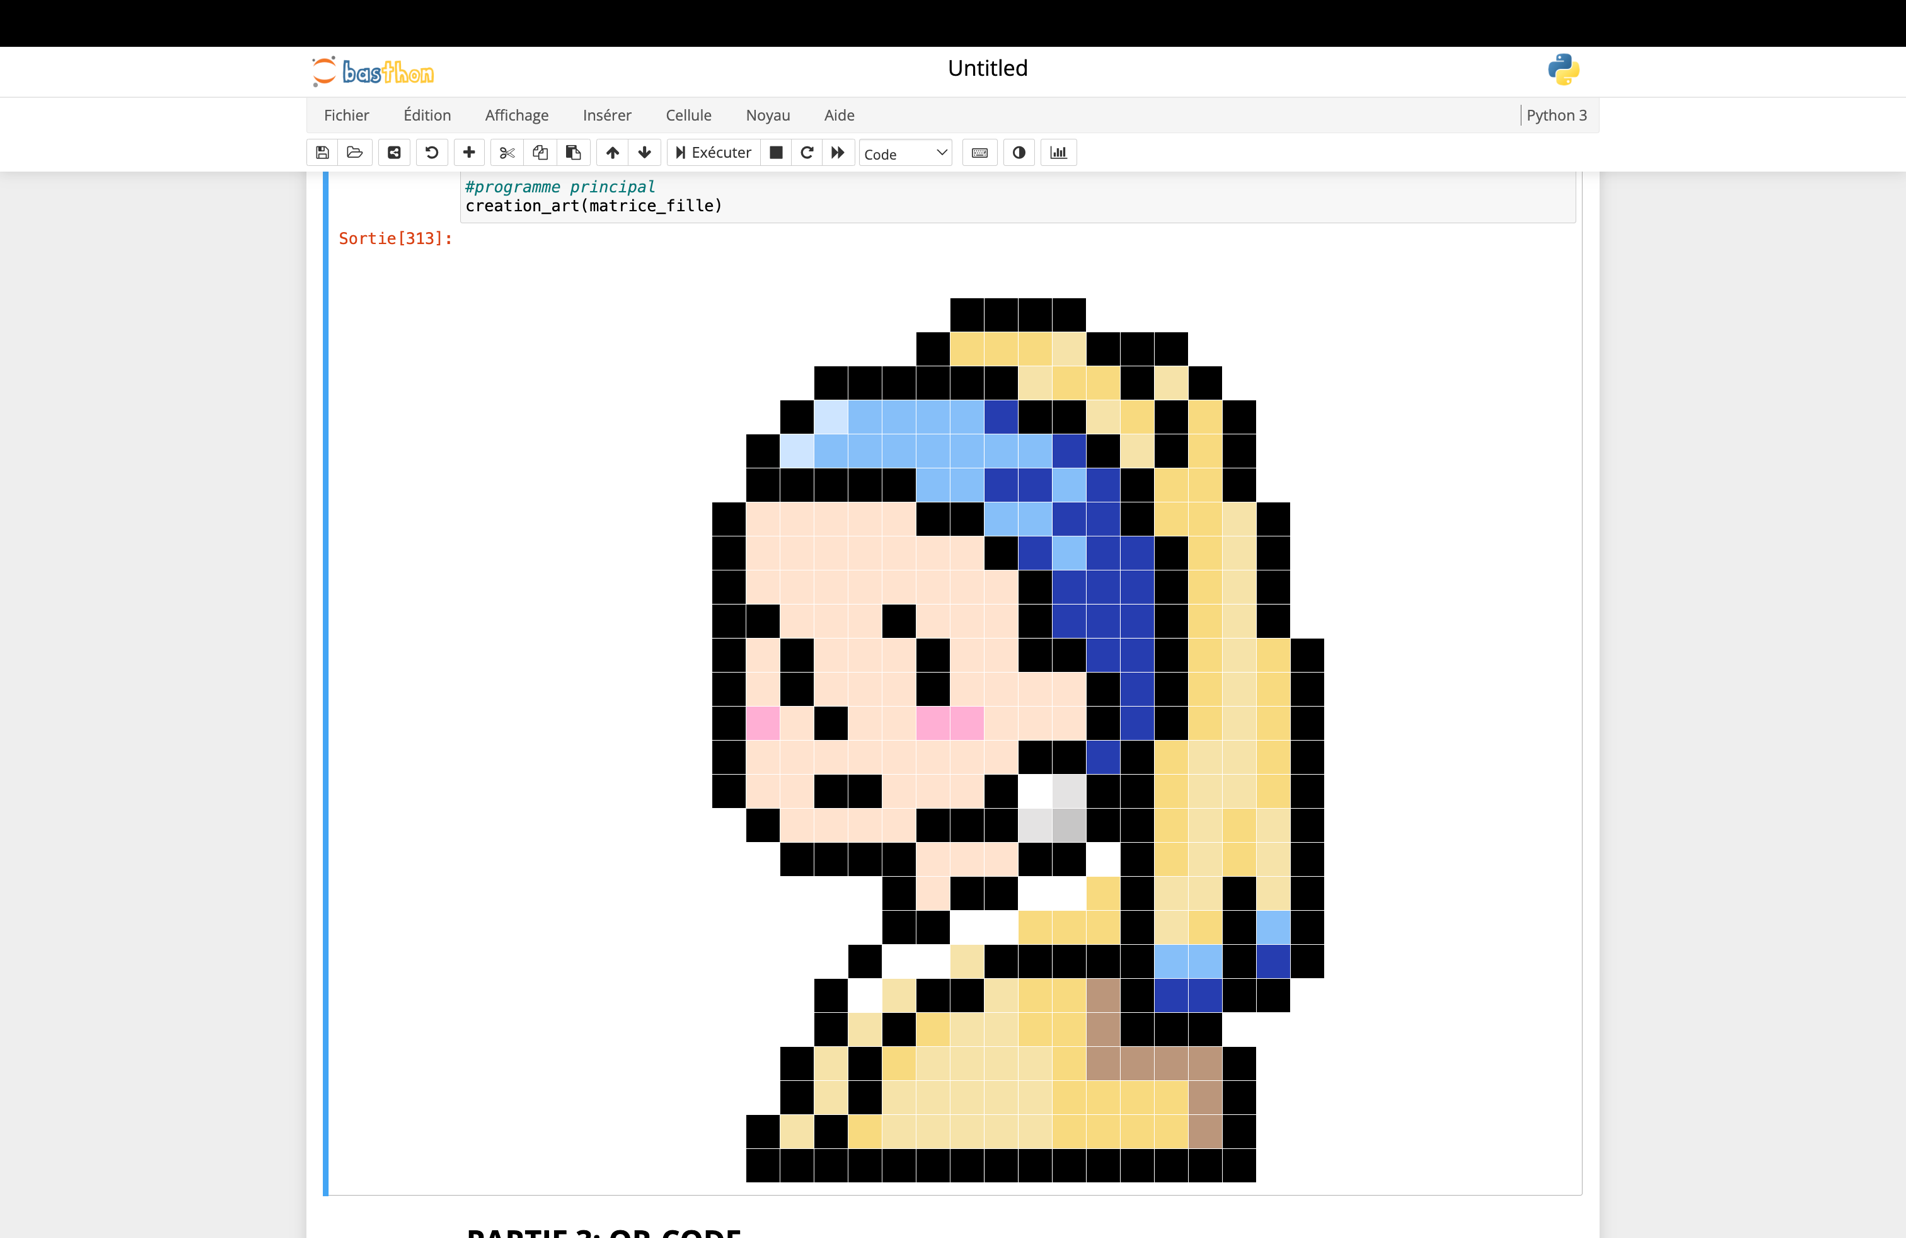 basthon
Untitled
Fichier Édition Affichage Insérer Cellule Noyau Aide Python 3
Exécuter Code
#programme principal
creation_art(matrice_fille)
Sortie[313]: